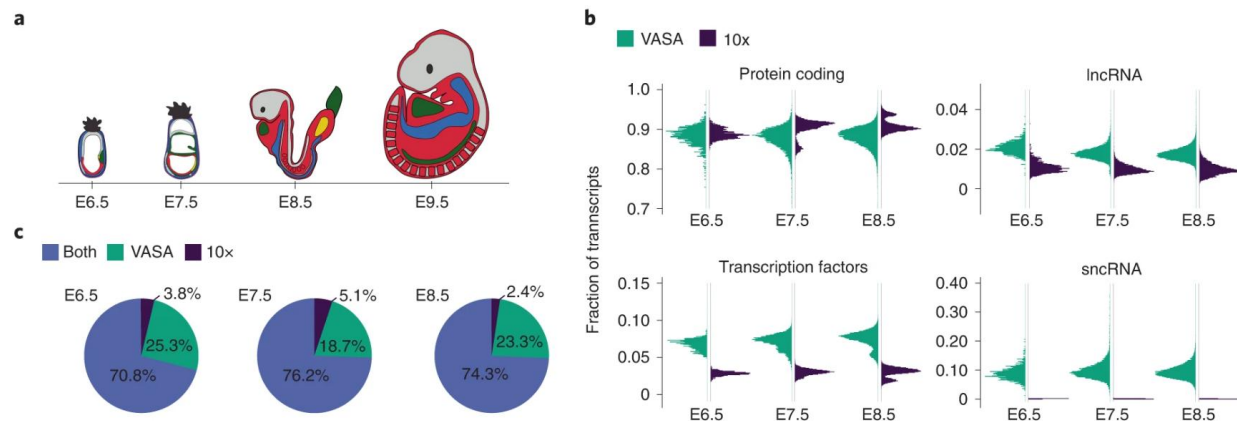 a
E6.5 E7.5 E8.5 E9.5
b
VASA 10x
Fraction of trannscripts
Protein coding
1.0
0.9
0.8
0.7
E6.5 E7.5 E8.5
lncRNA
0.04
0.02
0
E6.5 E7.5 E8.5
Transcription factors
0.15
0.10
0.05
0
E6.5 E7.5 E8.5
sncRNA
0.40
0.30
0.20
0.10
0
E6.5 E7.5 E8.5
c
Both VASA 10×
E6.5
3.8%
25.3%
70.8%
E7.5
5.1%
18.7%
76.2%
E8.5
2.4%
23.3%
74.3%